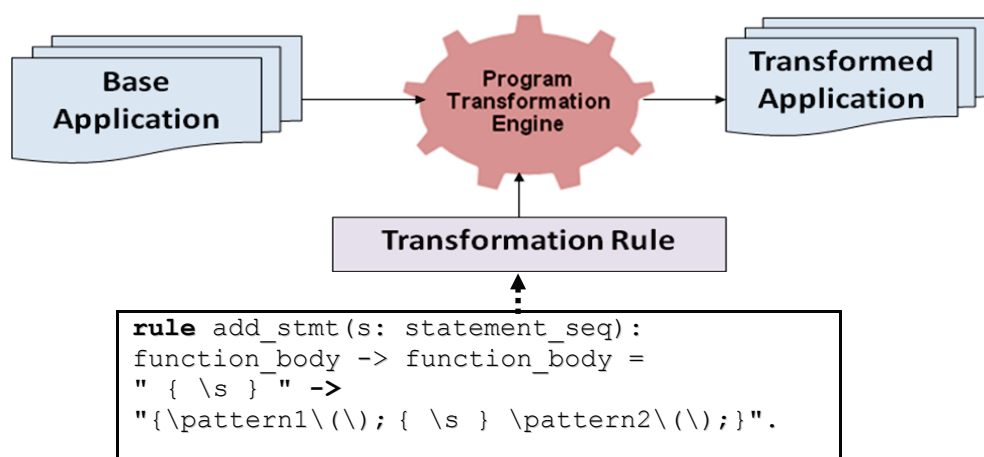 Base
Application
Program
Transformation
Engine
Transformed
Application
Transformation Rule
rule add_stmt(s: statement_seq):
function_body -> function_body =
" { \s } " ->
"{\pattern1\(\); { \s } \pattern2\(\);}".